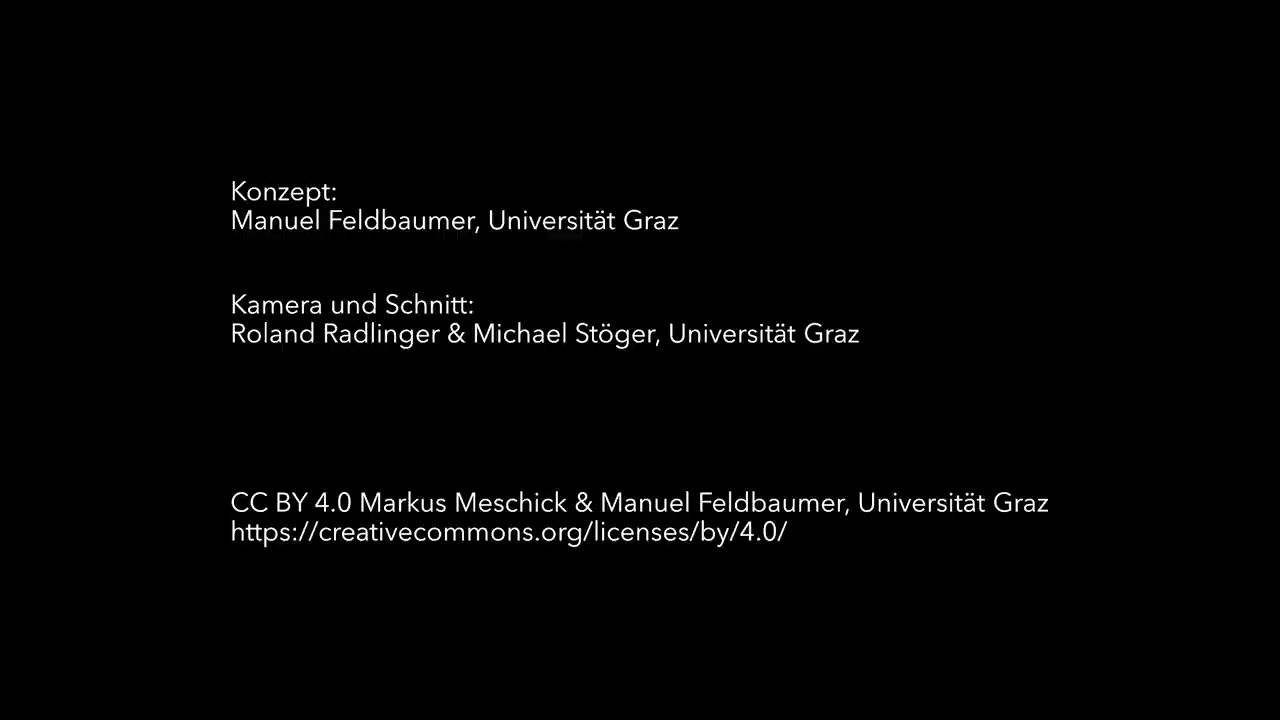 Konzept:
Manuel Feldbaumer, Universität Graz
Kamera und Schnitt:
Roland Radlinger & Michael Stöger, Universität Graz
CC BY 4.0 Markus Meschick & Manuel Feldbaumer, Universität Graz
https://creativecommons.org/licenses/by/4.0/